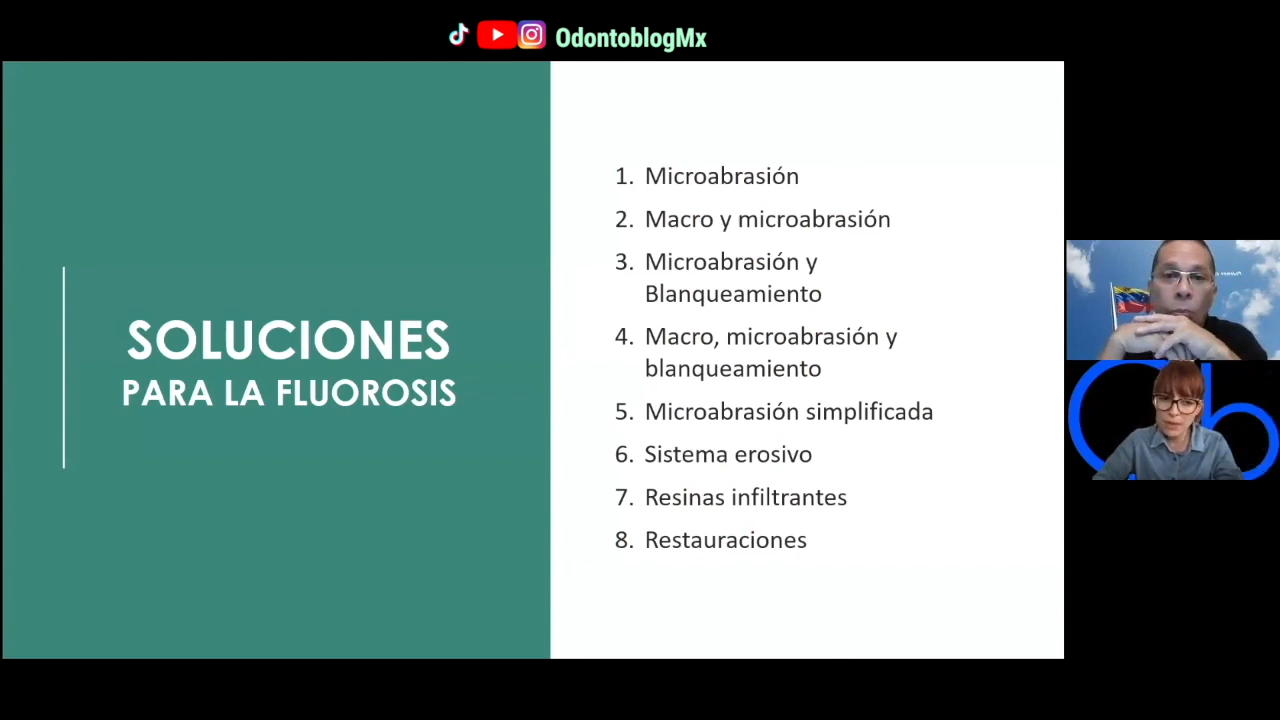 OdontoblogMx
SOLUCIONES
PARA LA FLUOROSIS
1. Microabrasión
2. Macro y microabrasión
3. Microabrasión y
Blanqueamiento
4. Macro, microabrasión y
blanqueamiento
5. Microabrasión simplificada
6. Sistema erosivo
7. Resinas infiltrantes
8. Restauraciones